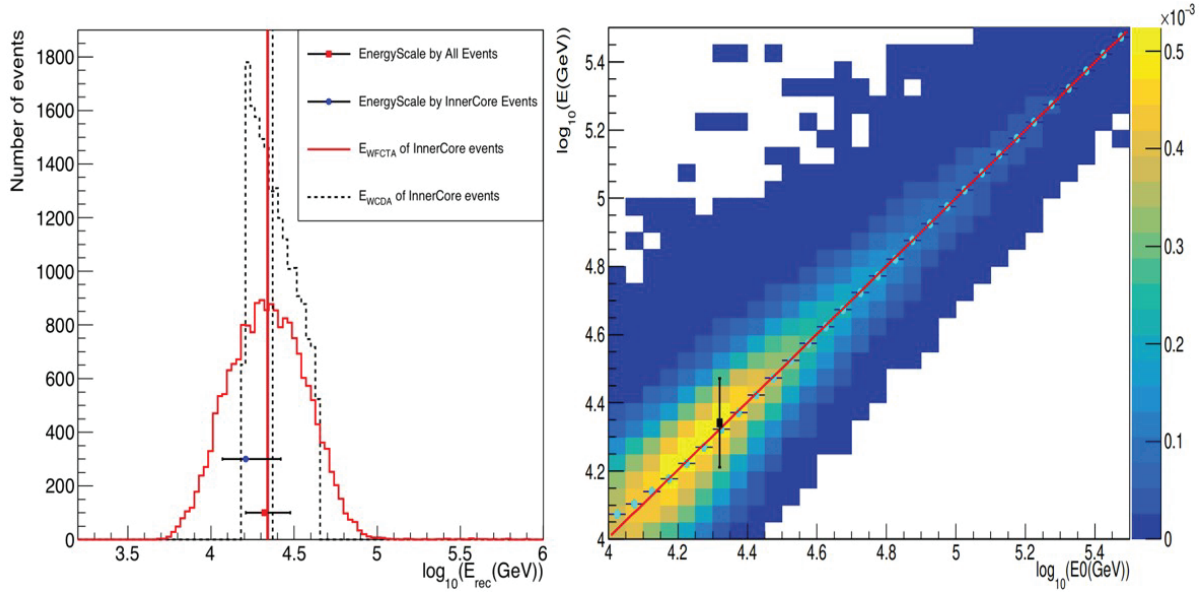 Number of events
1800
1600
1400
1200
1000
800
600
400
200
0
3.5 4 4.5 5 5.5 6
log10(Erec(GeV))
EnergyScale by All Events
EnergyScale by InnerCore Events
EWFCTA of InnerCore events
EWCDA of InnerCore events
log10(E(GeV))
5.4
5.2
5
4.8
4.6
4.4
4.2
4
4 4.2 4.4 4.6 4.8 5 5.2 5.4
log10(E0(GeV))
×10-3
0.5
0.4
0.3
0.2
0.1
0